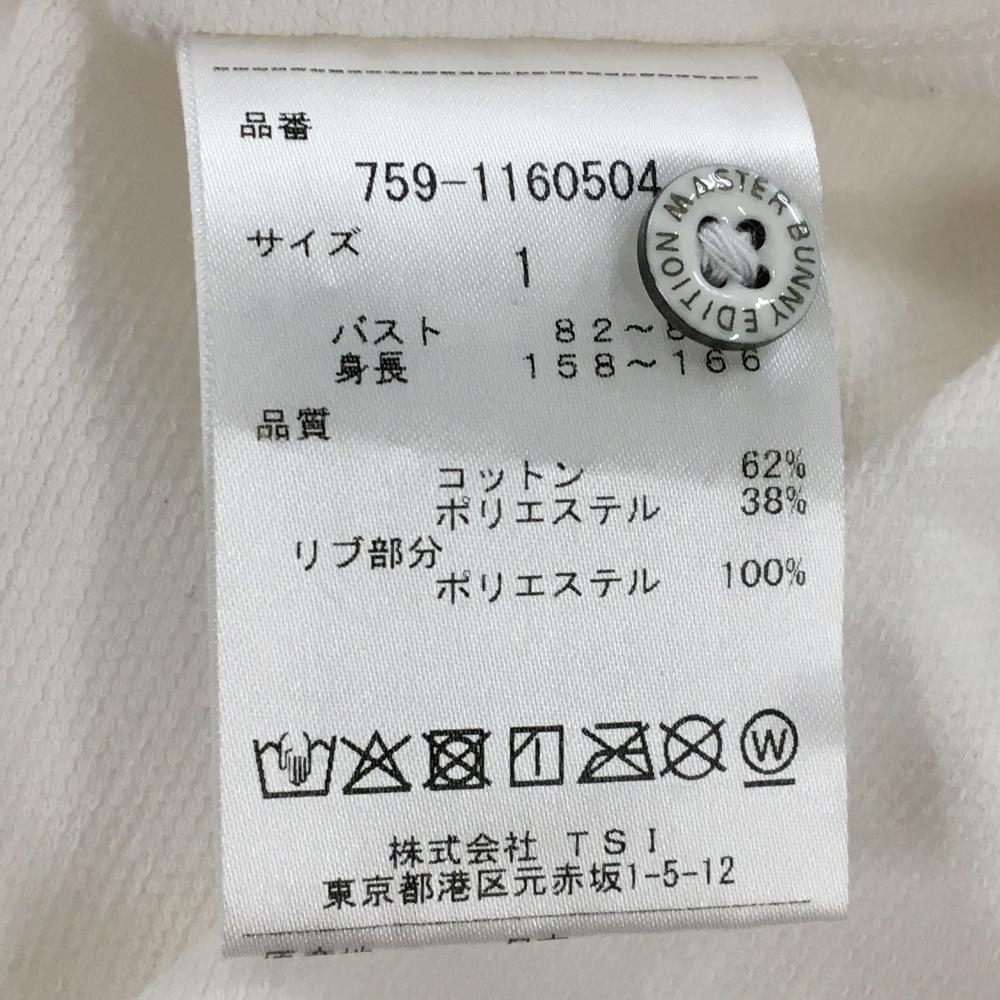 品番
759-1160504
サイズ
1
バスト 82～8
身長 158～166
品質
コットン 62%
ポリエステル 38%
リブ部分
ポリエステル 100%
W
株式会社 TSI
東京都港区元赤坂1-5-12
MASTER BUNNY EDITION